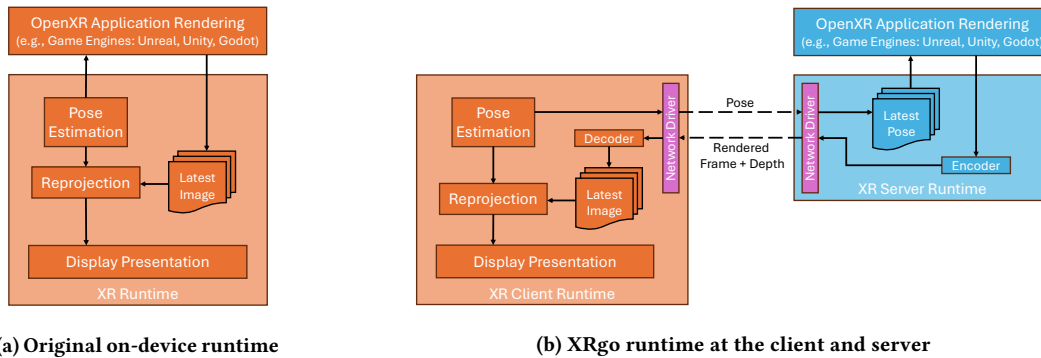 OpenXR Application Rendering
(e.g., Game Engines: Unreal, Unity, Godot)
Pose
Estimation
Reprojection
Latest
Image
Display Presentation
XR Runtime
(a) Original on-device runtime
OpenXR Application Rendering
(e.g., Game Engines: Unreal, Unity, Godot)
Pose
Estimation
Decoder
Reprojection
Latest
Image
Display Presentation
XR Client Runtime
Network Driver
Pose
Rendered
Frame + Depth
Network Driver
Latest
Pose
Encoder
XR Server Runtime
(b) XRgo runtime at the client and server